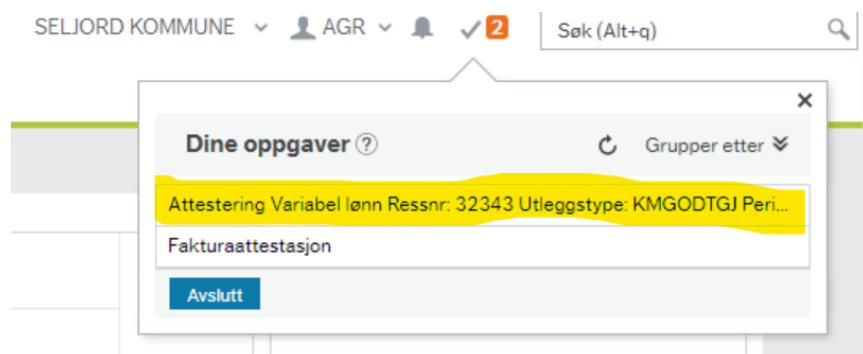 SELJORD KOMMUNE AGR 2 Søk (Alt+q)
×
Dine oppgaver ? Grupper etter
Attestering Variabel lønn Ressnr: 32343 Utleggstype: KMGODTGJ Peri...
Fakturaattestasjon
Avslutt